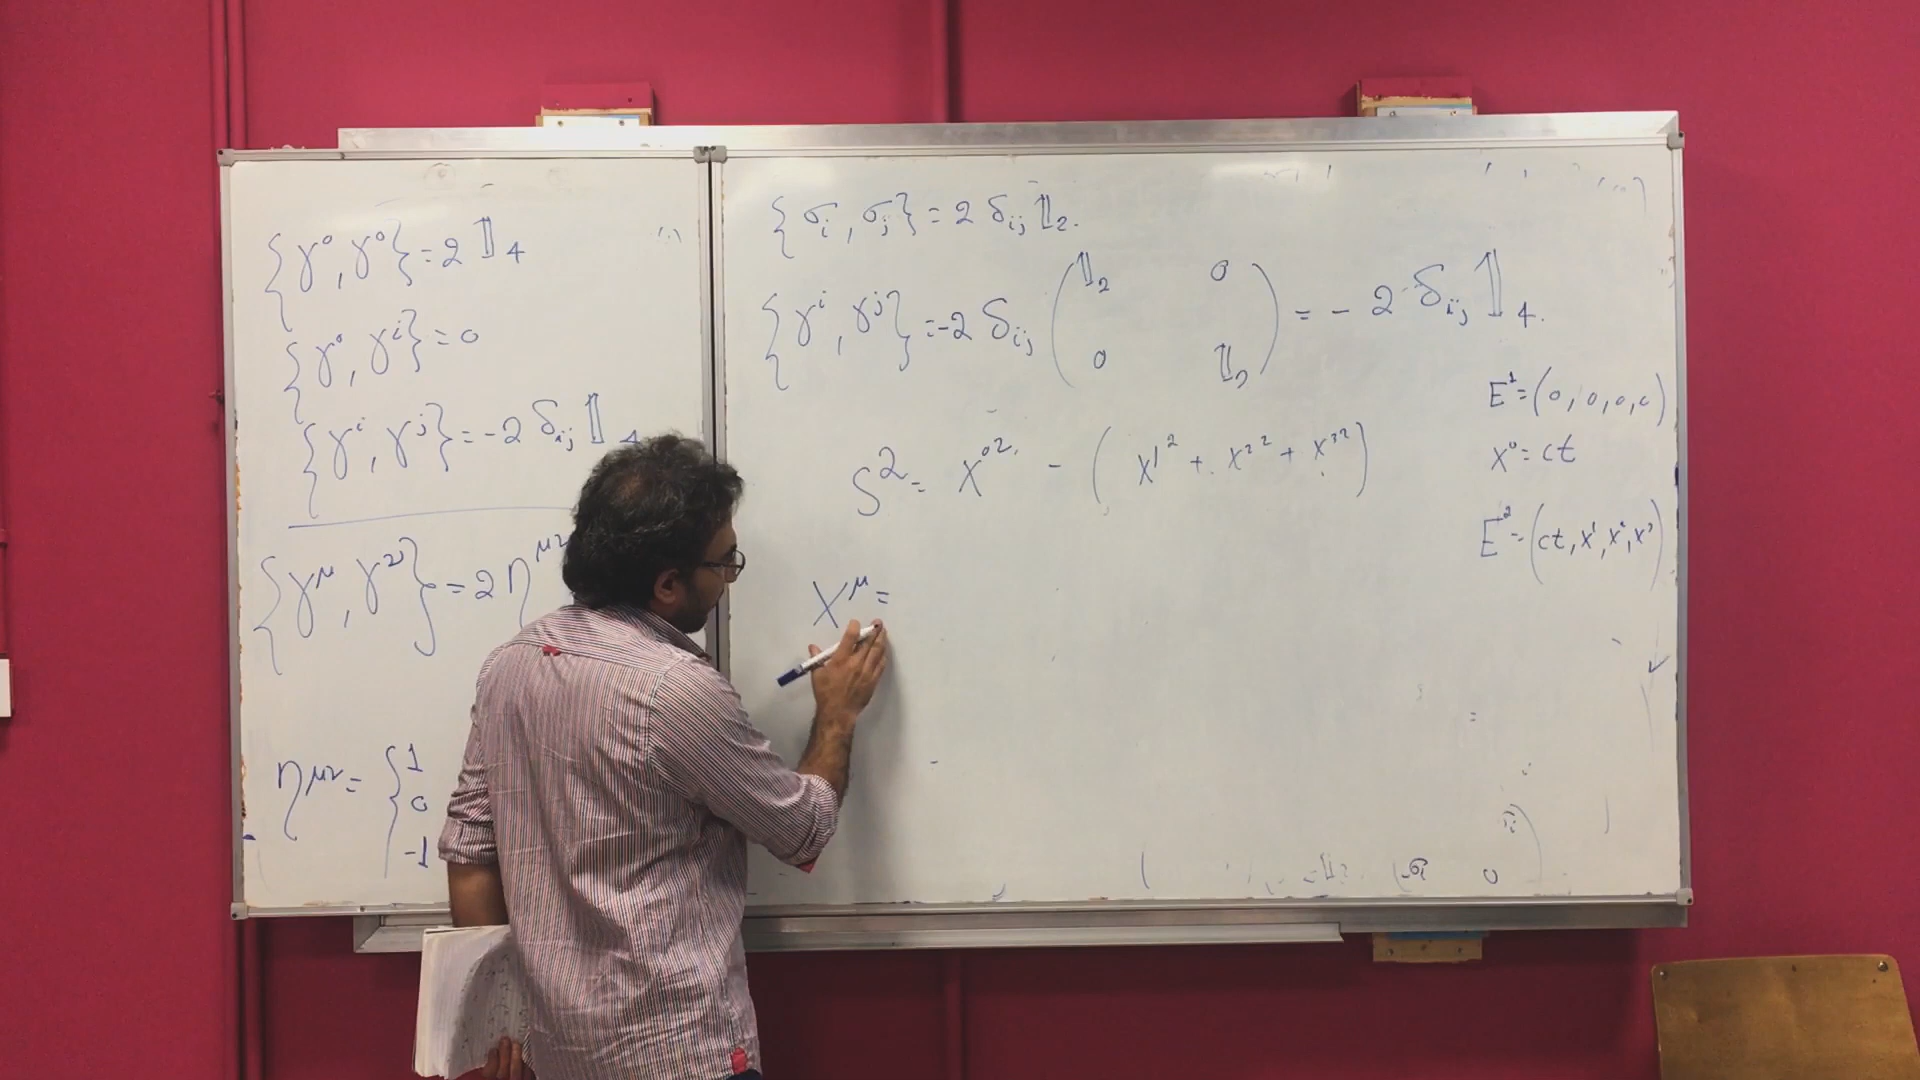 {γ⁰, γ⁰} = 2 𝟙₄
{γ⁰, γⁱ} = 0
{γⁱ, γʲ} = -2 δᵢⱼ 𝟙₄
{γ^μ, γ^ν} = 2 η^μν
η^μν = { 1
0
-1
{σᵢ, σⱼ} = 2 δᵢⱼ 𝟙₂.
{γⁱ, γʲ} = -2 δᵢⱼ ( 𝟙₂ 0
0 𝟙₂ ) = - 2 δᵢⱼ 𝟙₄.
S² = X⁰² - ( X¹² + X²² + X³² )
X^μ =
E¹ = (0, 0, 0, 0)
X⁰ = ct
E² = (ct, X¹, X², X³)